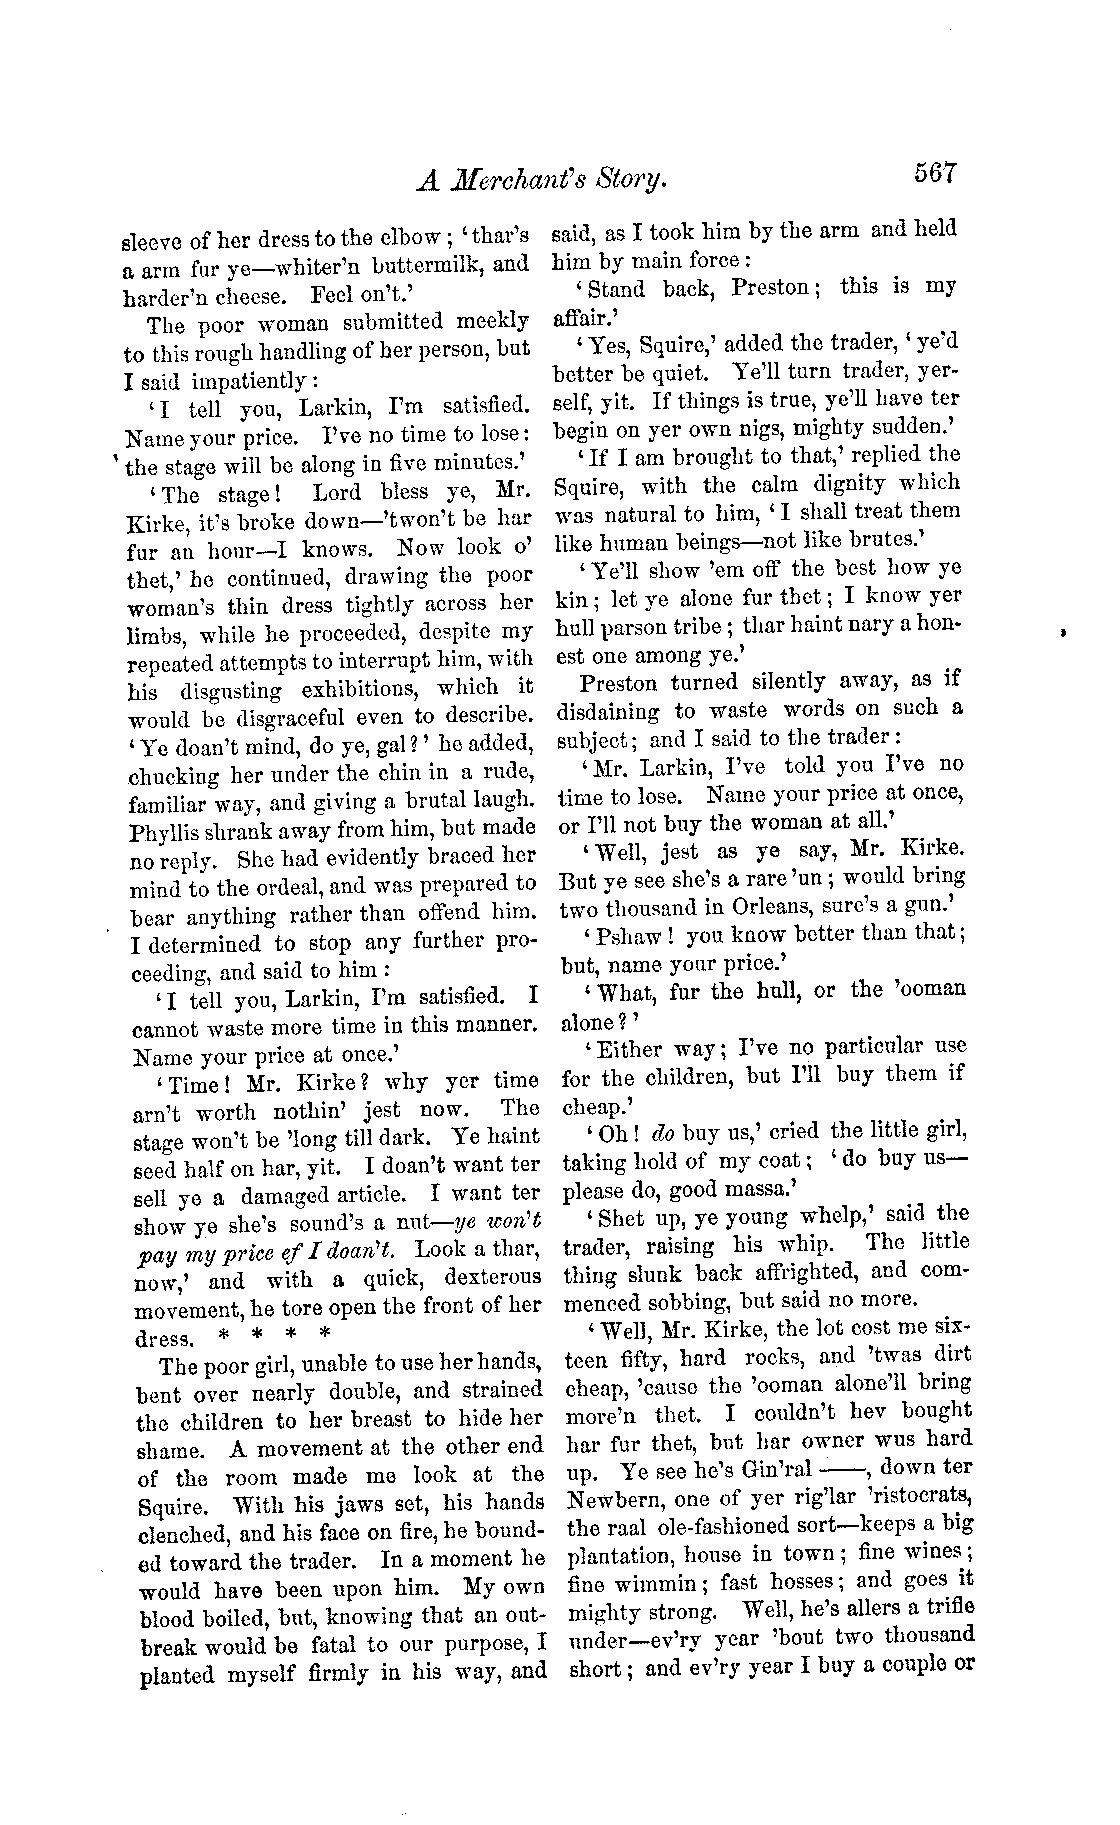 A Merchant's Story. 567
sleeve of her dress to the elbow; 'thar's
a arm fur ye—whiter'n buttermilk, and
harder'n cheese. Feel on't.'
The poor woman submitted meekly
to this rough handling of her person, but
I said impatiently:
'I tell you, Larkin, I'm satisfied.
Name your price. I've no time to lose:
the stage will be along in five minutes.'
'The stage! Lord bless ye, Mr.
Kirke, it's broke down—'twon't be har
fur an hour—I knows. Now look o'
thet,' he continued, drawing the poor
woman's thin dress tightly across her
limbs, while he proceeded, despite my
repeated attempts to interrupt him, with
his disgusting exhibitions, which it
would be disgraceful even to describe.
'Ye doan't mind, do ye, gal?' he added,
chucking her under the chin in a rude,
familiar way, and giving a brutal laugh.
Phyllis shrank away from him, but made
no reply. She had evidently braced her
mind to the ordeal, and was prepared to
bear anything rather than offend him.
I determined to stop any further pro-
ceeding, and said to him:
'I tell you, Larkin, I'm satisfied. I
cannot waste more time in this manner.
Name your price at once.'
'Time! Mr. Kirke? why yer time
arn't worth nothin' jest now. The
stage won't be 'long till dark. Ye haint
seed half on har, yit. I doan't want ter
sell ye a damaged article. I want ter
show ye she's sound's a nut—ye won't
pay my price ef I doan't. Look a thar,
now,' and with a quick, dexterous
movement, he tore open the front of her
dress. * * * *
The poor girl, unable to use her hands,
bent over nearly double, and strained
the children to her breast to hide her
shame. A movement at the other end
of the room made me look at the
Squire. With his jaws set, his hands
clenched, and his face on fire, he bound-
ed toward the trader. In a moment he
would have been upon him. My own
blood boiled, but, knowing that an out-
break would be fatal to our purpose, I
planted myself firmly in his way, and
said, as I took him by the arm and held
him by main force:
'Stand back, Preston; this is my
affair.'
'Yes, Squire,' added the trader, 'ye'd
better be quiet. Ye'll turn trader, yer-
self, yit. If things is true, ye'll have ter
begin on yer own nigs, mighty sudden.'
'If I am brought to that,' replied the
Squire, with the calm dignity which
was natural to him, 'I shall treat them
like human beings—not like brutes.'
'Ye'll show 'em off the best how ye
kin; let ye alone fur thet; I know yer
hull parson tribe; thar haint nary a hon-
est one among ye.'
Preston turned silently away, as if
disdaining to waste words on such a
subject; and I said to the trader:
'Mr. Larkin, I've told you I've no
time to lose. Name your price at once,
or I'll not buy the woman at all.'
'Well, jest as ye say, Mr. Kirke.
But ye see she's a rare 'un; would bring
two thousand in Orleans, sure's a gun.'
'Pshaw! you know better than that;
but, name your price.'
'What, fur the hull, or the 'ooman
alone?'
'Either way; I've no particular use
for the children, but I'll buy them if
cheap.'
'Oh! do buy us,' cried the little girl,
taking hold of my coat; 'do buy us—
please do, good massa.'
'Shet up, ye young whelp,' said the
trader, raising his whip. The little
thing slunk back affrighted, and com-
menced sobbing, but said no more.
'Well, Mr. Kirke, the lot cost me six-
teen fifty, hard rocks, and 'twas dirt
cheap, 'cause the 'ooman alone'll bring
more'n thet. I couldn't hev bought
har fur thet, but har owner wus hard
up. Ye see he's Gin'ral ——, down ter
Newbern, one of yer rig'lar 'ristocrats,
the raal ole-fashioned sort—keeps a big
plantation, house in town; fine wines;
fine wimmin; fast hosses; and goes it
mighty strong. Well, he's allers a trifle
under—ev'ry year 'bout two thousand
short; and ev'ry year I buy a couple or